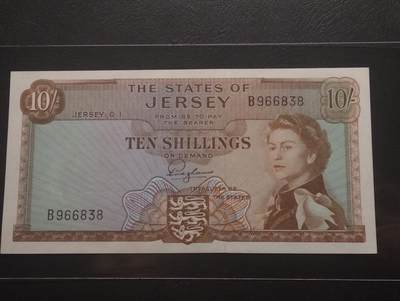 THE STATES OF
10/- JERSEY B966838 10/-
JERSEY, C.I.
PROMISE TO PAY
THE BEARER
TEN SHILLINGS
ON DEMAND
TREASURER OF
THE STATES
B966838